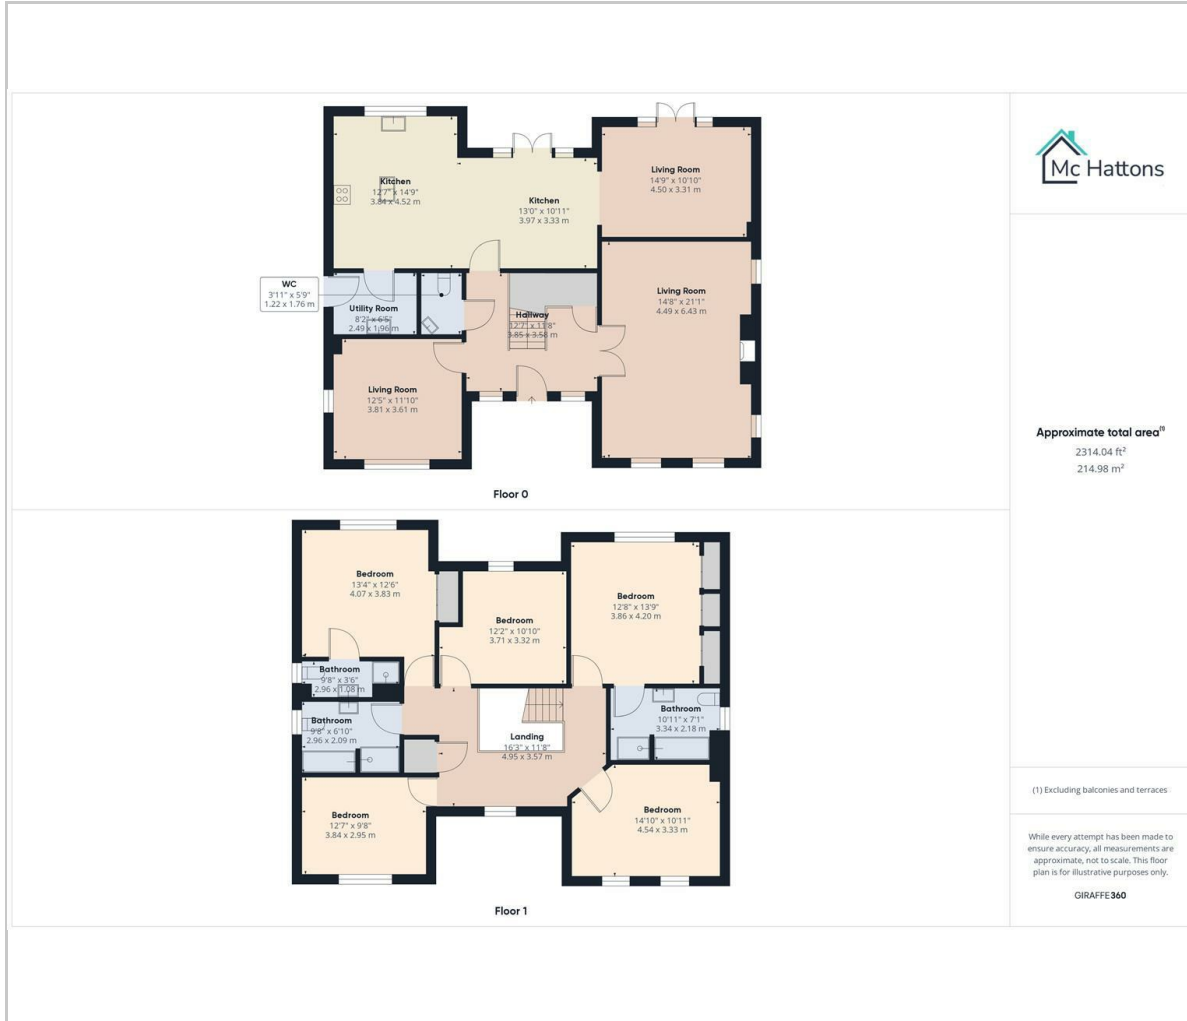 Kitchen
12'7" x 14'9"
3.84 x 4.52 m
Kitchen
13'0" x 10'11"
3.97 x 3.33 m
Living Room
14'9" x 10'10"
4.50 x 3.31 m
WC
3'11" x 5'9"
1.22 x 1.76 m
Utility Room
8'2" x 6'5"
2.49 x 1.96 m
Hallway
12'7" x 11'8"
3.85 x 3.58 m
Living Room
14'8" x 21'1"
4.49 x 6.43 m
Living Room
12'5" x 11'10"
3.81 x 3.61 m
Floor 0
Bedroom
13'4" x 12'6"
4.07 x 3.83 m
Bedroom
12'2" x 10'10"
3.71 x 3.32 m
Bedroom
12'8" x 13'9"
3.86 x 4.20 m
Bathroom
9'8" x 3'6"
2.96 x 1.08 m
Bathroom
9'8" x 6'10"
2.96 x 2.09 m
Landing
16'3" x 11'8"
4.95 x 3.57 m
Bathroom
10'11" x 7'1"
3.34 x 2.18 m
Bedroom
12'7" x 9'8"
3.84 x 2.95 m
Bedroom
14'10" x 10'11"
4.54 x 3.33 m
Floor 1
Mc Hattons
Approximate total area(1)
2314.04 ft²
214.98 m²
(1) Excluding balconies and terraces
While every attempt has been made to
ensure accuracy, all measurements are
approximate, not to scale. This floor
plan is for illustrative purposes only.
GIRAFFE360